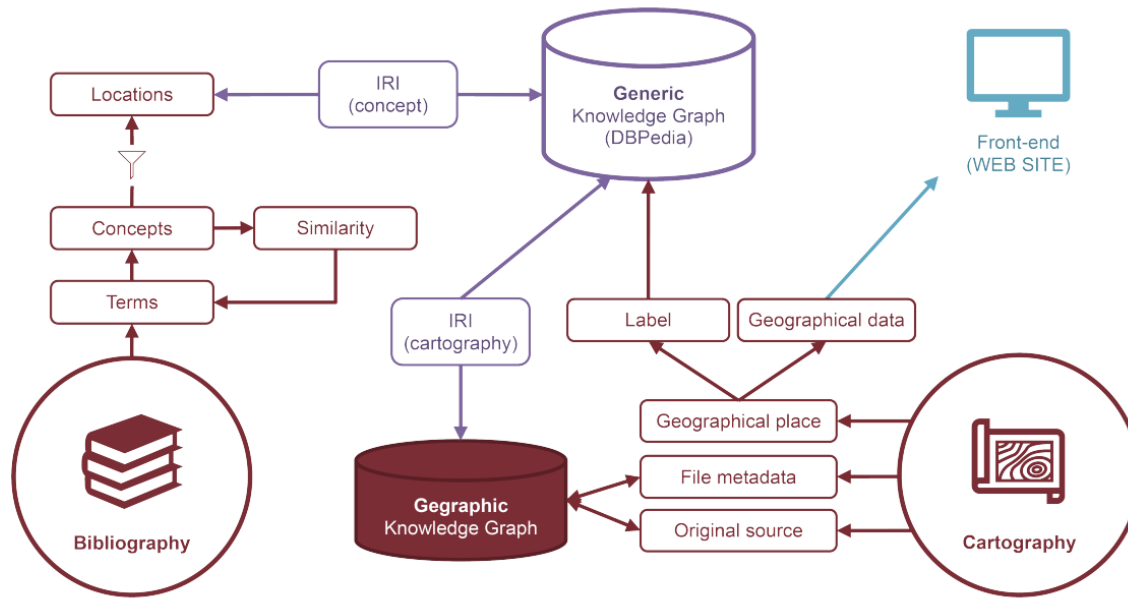 Locations
IRI
(concept)
Generic
Knowledge Graph
(DBPedia)
Front-end
(WEB SITE)
Concepts
Similarity
Terms
IRI
(cartography)
Label
Geographical data
Geographical place
File metadata
Original source
Gegraphic
Knowledge Graph
Bibliography
Cartography